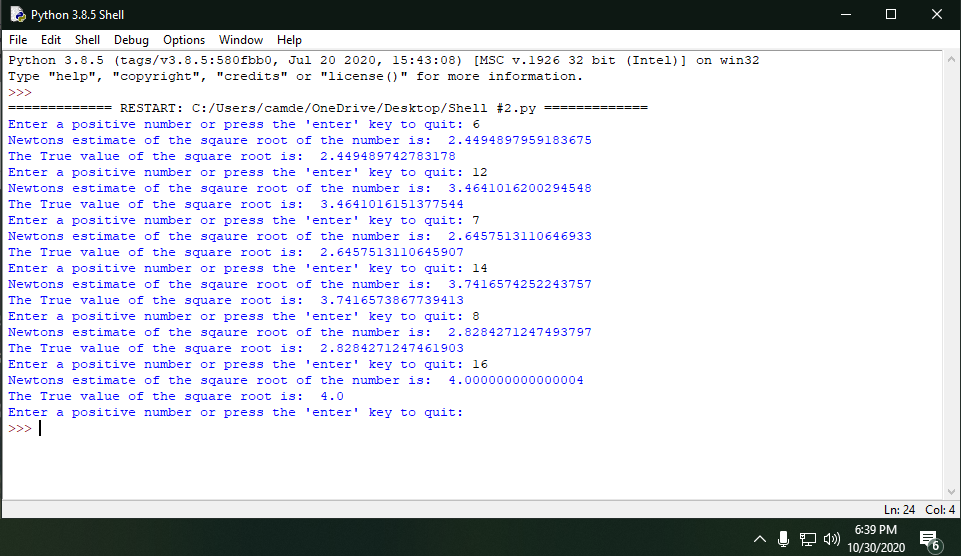 Python 3.8.5 Shell
File Edit Shell Debug Options Window Help
Python 3.8.5 (tags/v3.8.5:580fbb0, Jul 20 2020, 15:43:08) [MSC v.1926 32 bit (Intel)] on win32
Type "help", "copyright", "credits" or "license()" for more information.
>>>
============= RESTART: C:/Users/camde/OneDrive/Desktop/Shell #2.py =============
Enter a positive number or press the 'enter' key to quit: 6
Newtons estimate of the sqaure root of the number is:  2.4494897959183675
The True value of the sqaure root is:  2.449489742783178
Enter a positive number or press the 'enter' key to quit: 12
Newtons estimate of the sqaure root of the number is:  3.4641016200294548
The True value of the square root is:  3.4641016151377544
Enter a positive number or press the 'enter' key to quit: 7
Newtons estimate of the sqaure root of the number is:  2.6457513110646933
The True value of the square root is:  2.6457513110645907
Enter a positive number or press the 'enter' key to quit: 14
Newtons estimate of the sqaure root of the number is:  3.7416574252243757
The True value of the square root is:  3.7416573867739413
Enter a positive number or press the 'enter' key to quit: 8
Newtons estimate of the sqaure root of the number is:  2.8284271247493797
The True value of the square root is:  2.8284271247461903
Enter a positive number or press the 'enter' key to quit: 16
Newtons estimate of the sqaure root of the number is:  4.000000000000004
The True value of the square root is:  4.0
Enter a positive number or press the 'enter' key to quit:
>>>
Ln: 24 Col: 4
6:39 PM
10/30/2020
6